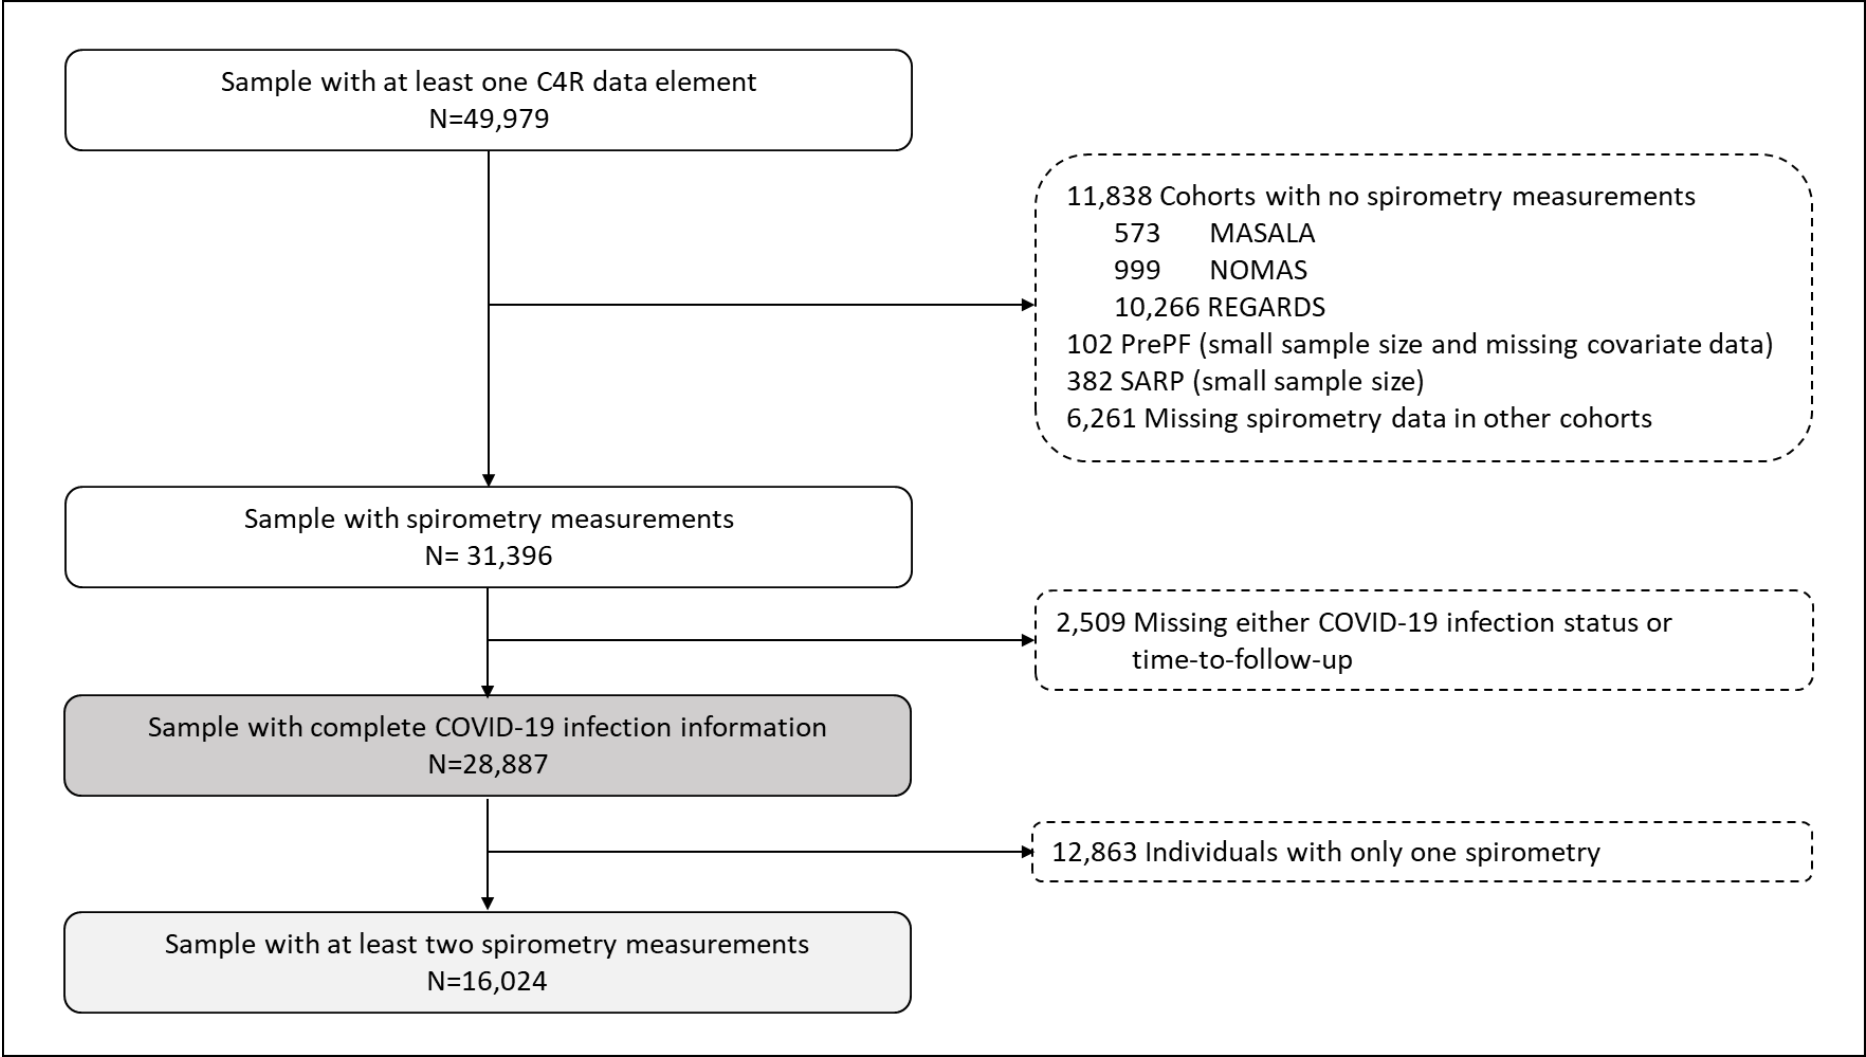 Sample with at least one C4R data element
N=49,979
11,838 Cohorts with no spirometry measurements
573 MASALA
999 NOMAS
10,266 REGARDS
102 PrePF (small sample size and missing covariate data)
382 SARP (small sample size)
6,261 Missing spirometry data in other cohorts
Sample with spirometry measurements
N= 31,396
2,509 Missing either COVID-19 infection status or
time-to-follow-up
Sample with complete COVID-19 infection information
N=28,887
12,863 Individuals with only one spirometry
Sample with at least two spirometry measurements
N=16,024